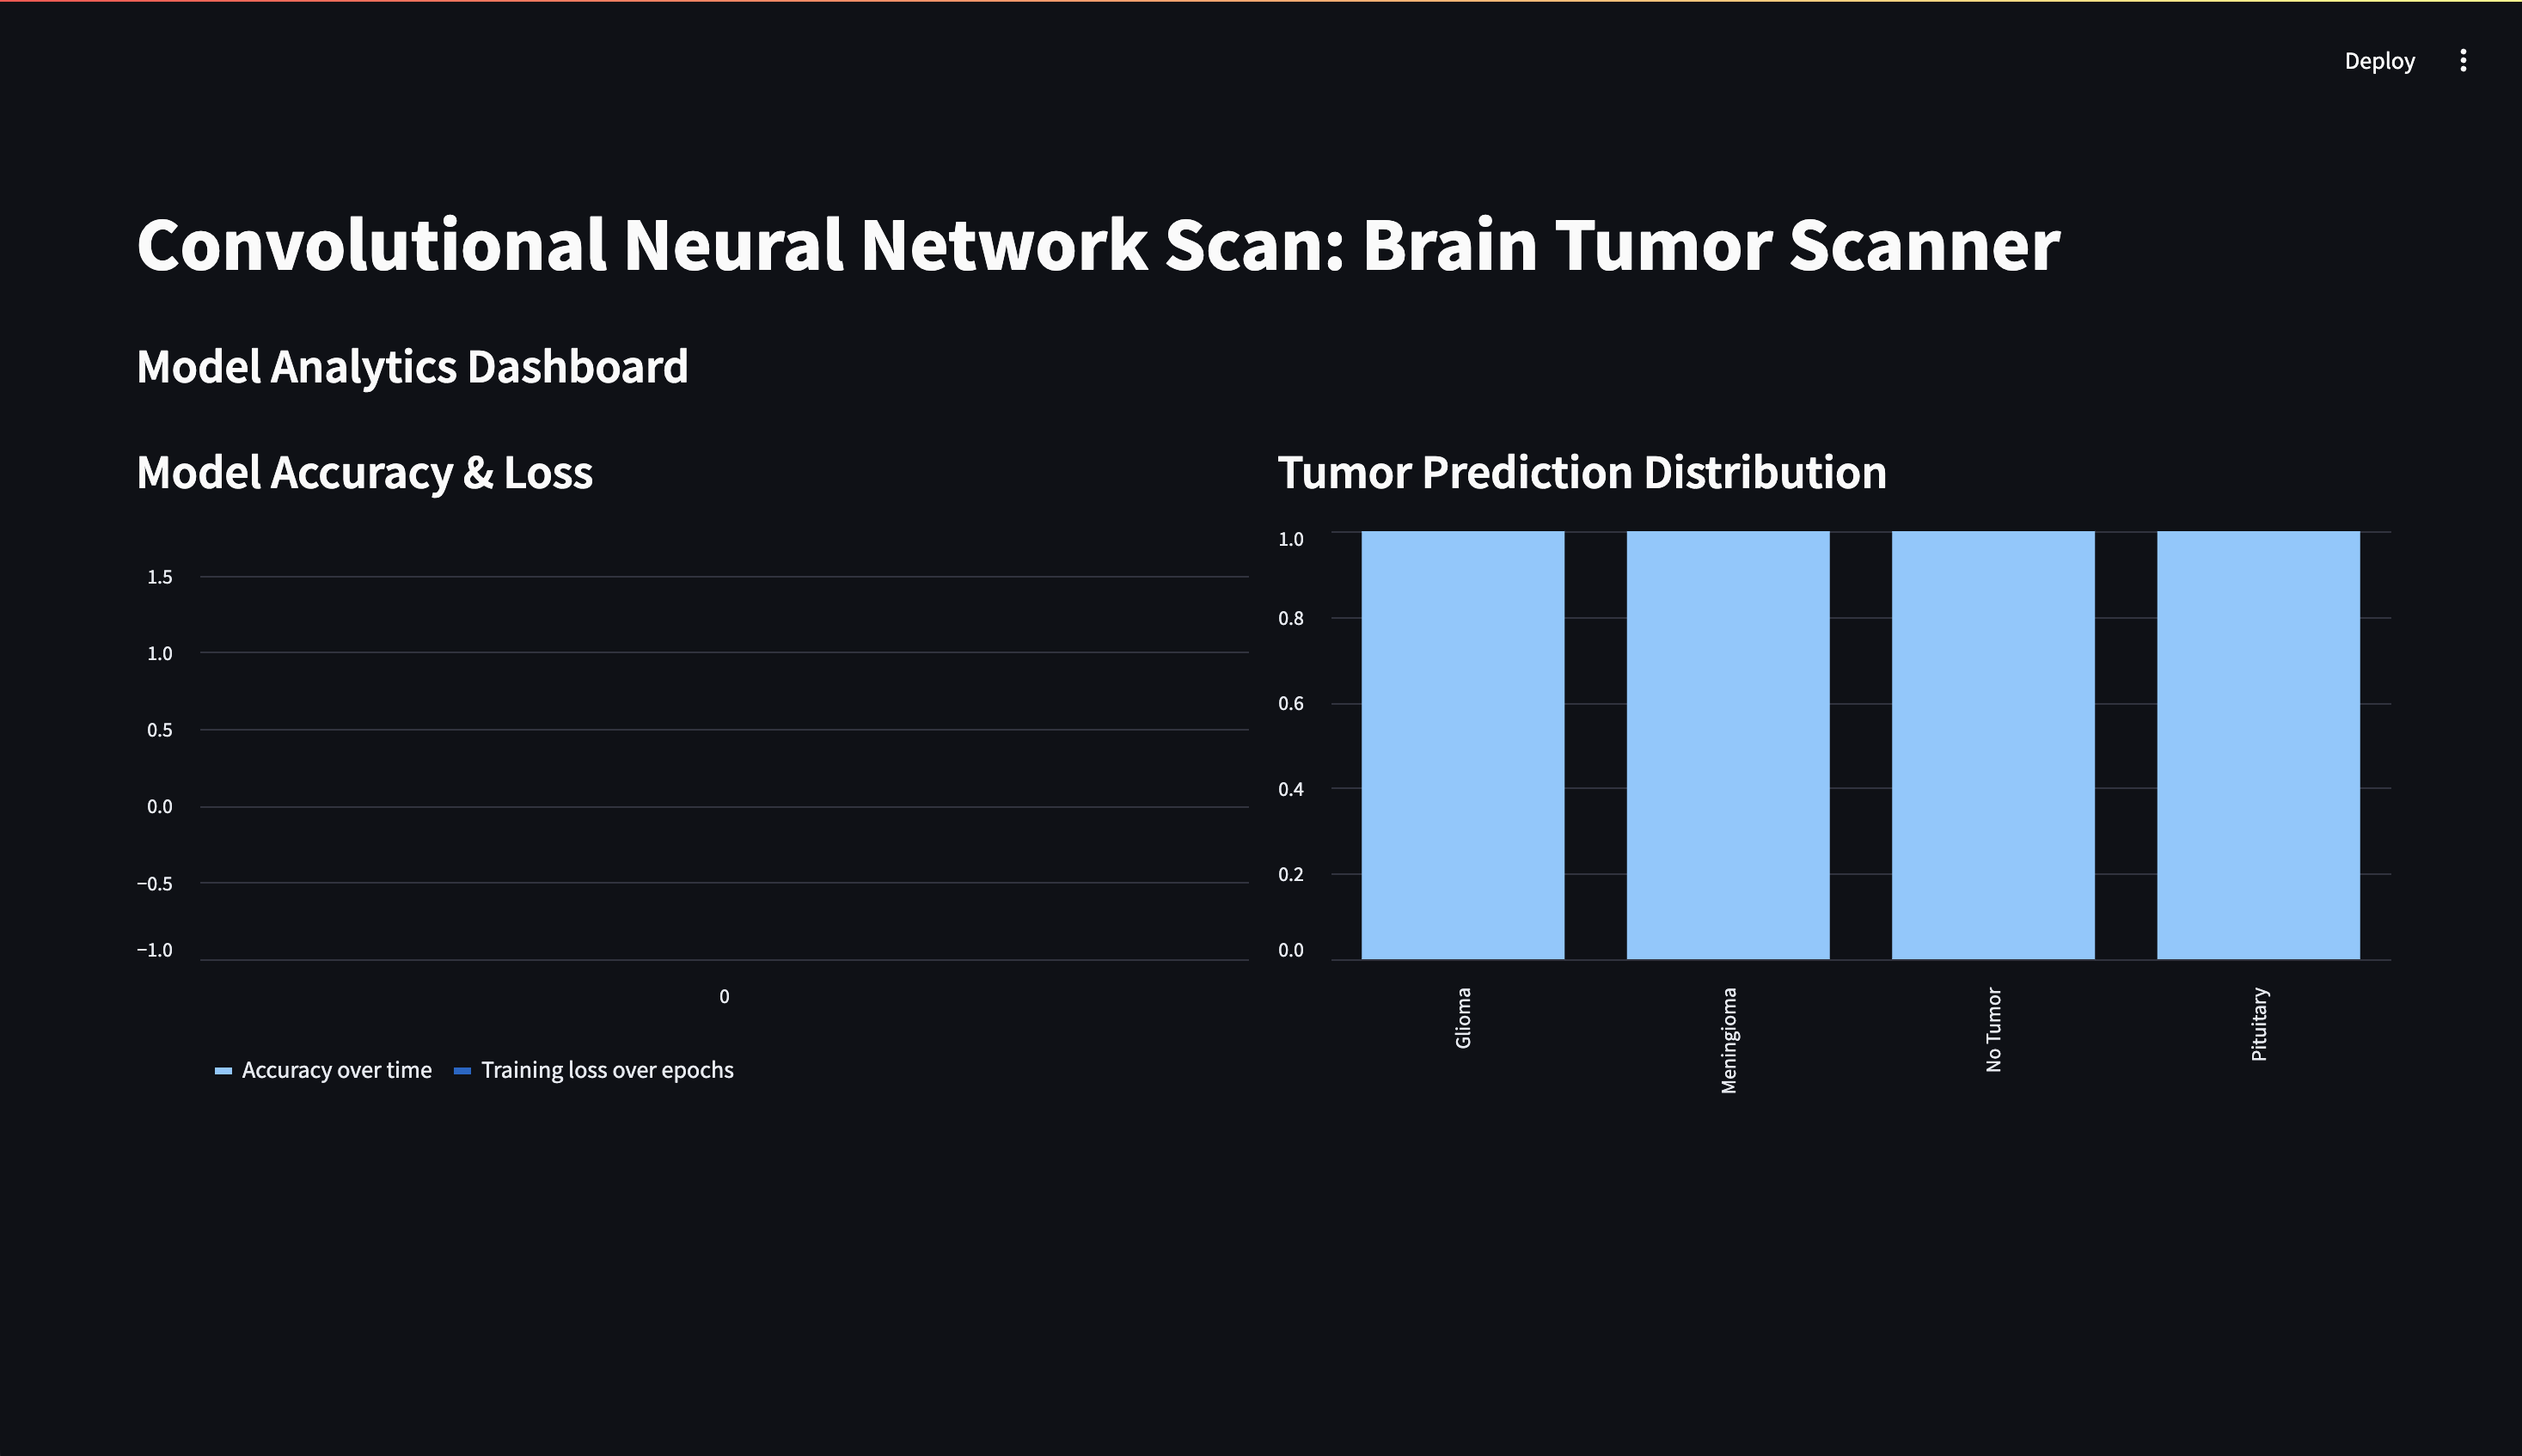 Deploy
Convolutional Neural Network Scan: Brain Tumor Scanner
Model Analytics Dashboard
Model Accuracy & Loss
1.5
1.0
0.5
0.0
−0.5
−1.0
0
Accuracy over time
Training loss over epochs
Tumor Prediction Distribution
1.0
0.8
0.6
0.4
0.2
0.0
Glioma
Meningioma
No Tumor
Pituitary